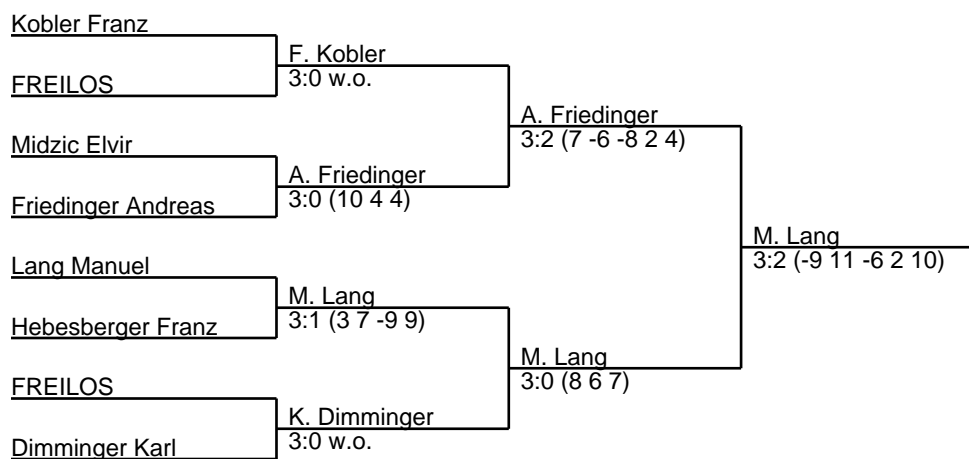 Kobler Franz
FREILOS
Midzic Elvir
Friedinger Andreas
Lang Manuel
Hebesberger Franz
FREILOS
Dimminger Karl
F. Kobler
3:0 w.o.
A. Friedinger
3:0 (10 4 4)
M. Lang
3:1 (3 7 -9 9)
K. Dimminger
3:0 w.o.
A. Friedinger
3:2 (7 -6 -8 2 4)
M. Lang
3:0 (8 6 7)
M. Lang
3:2 (-9 11 -6 2 10)